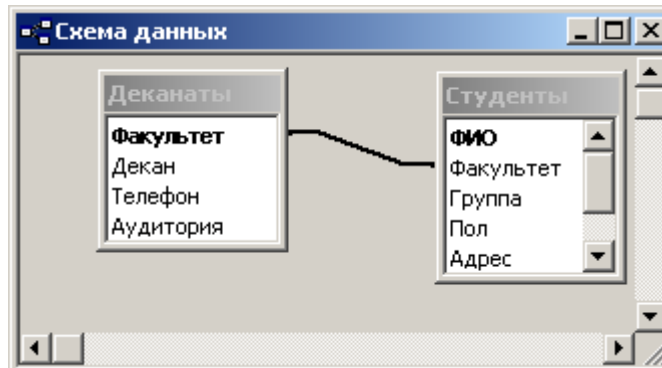 Схема данных
Деканаты
Факультет
Декан
Телефон
Аудитория
Студенты
ФИО
Факультет
Группа
Пол
Адрес